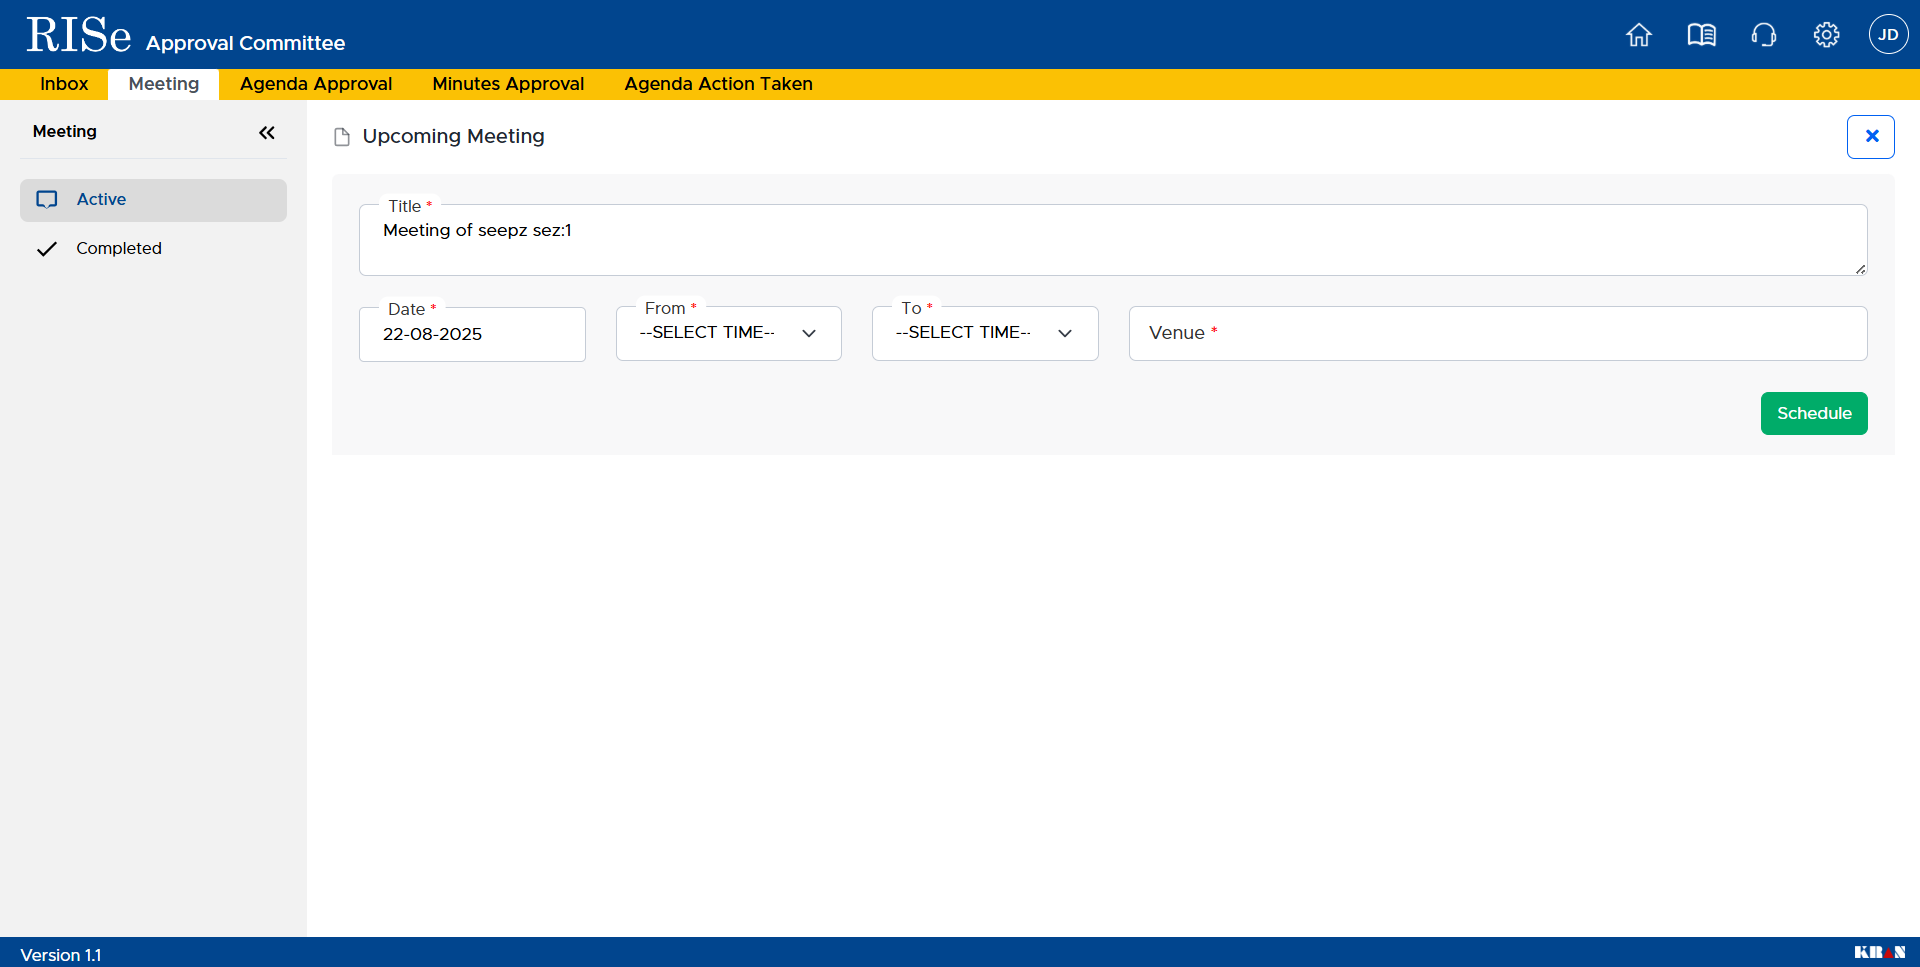 RISe Approval Committee
JD
Inbox Meeting Agenda Approval Minutes Approval Agenda Action Taken
Meeting
Active
Completed
Upcoming Meeting
Title *
Meeting of seepz sez:1
Date * From * To *
22-08-2025 --SELECT TIME-- --SELECT TIME-- Venue *
Schedule
Version 1.1
KRAN